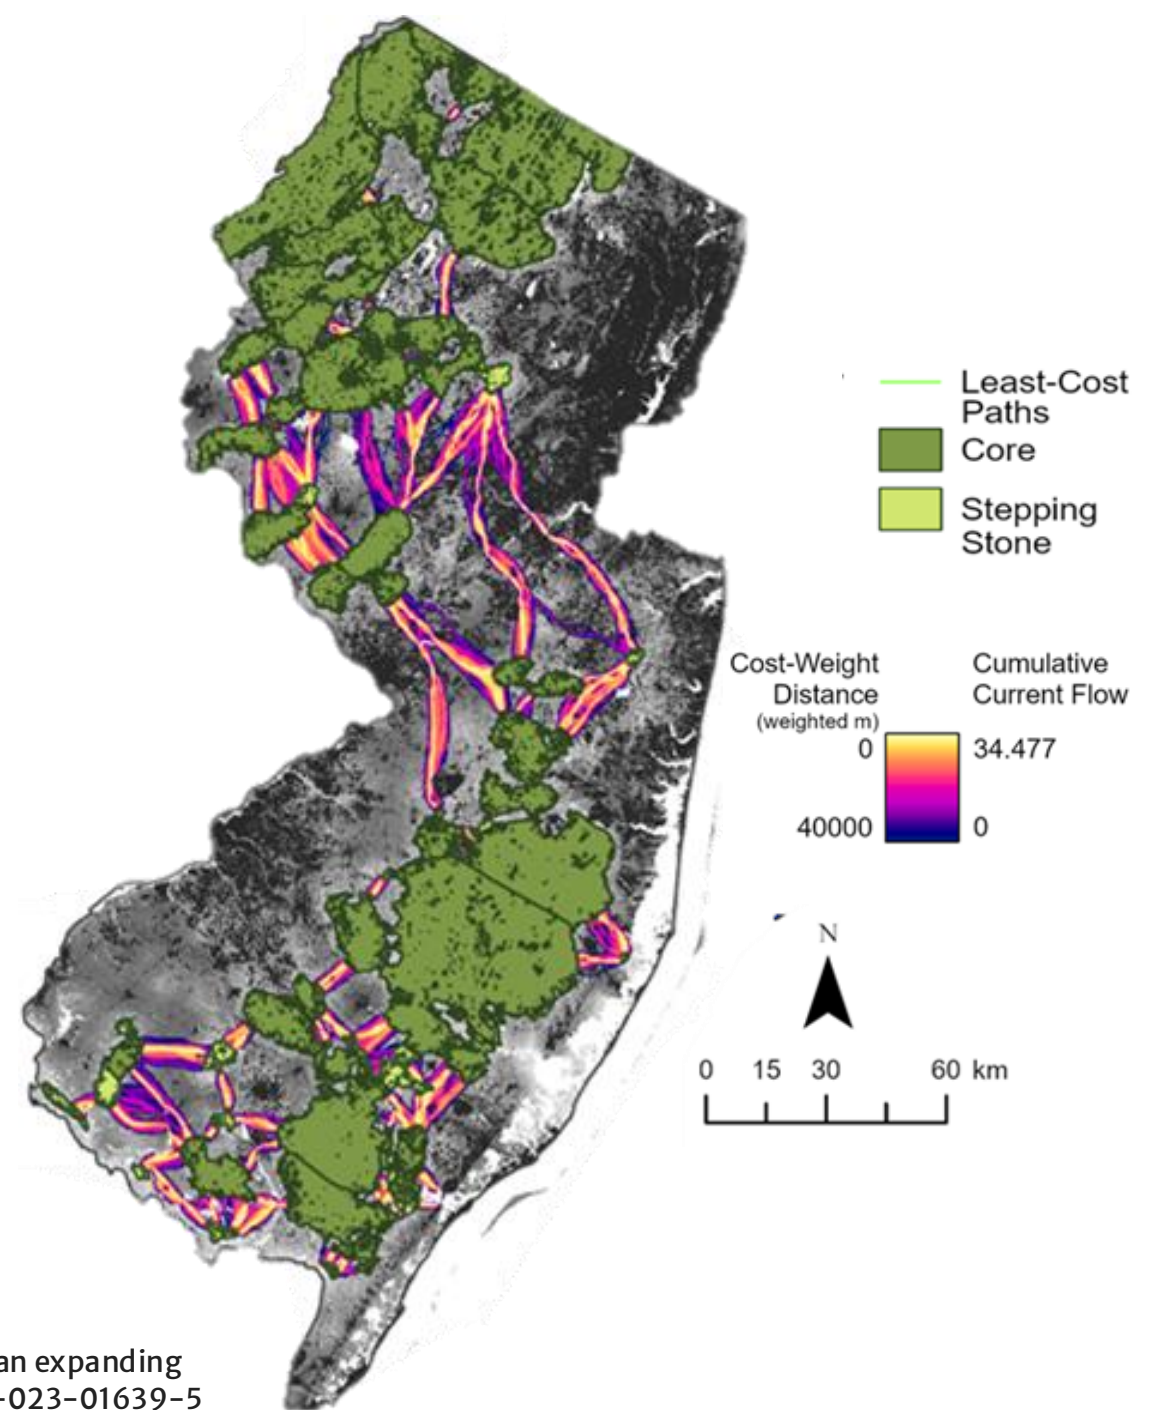 Least-Cost
Paths
Core
Stepping
Stone
Cost-Weight
Distance
(weighted m)
Cumulative
Current Flow
0
34.477
40000
0
N
0 15 30 60 km
an expanding
-023-01639-5